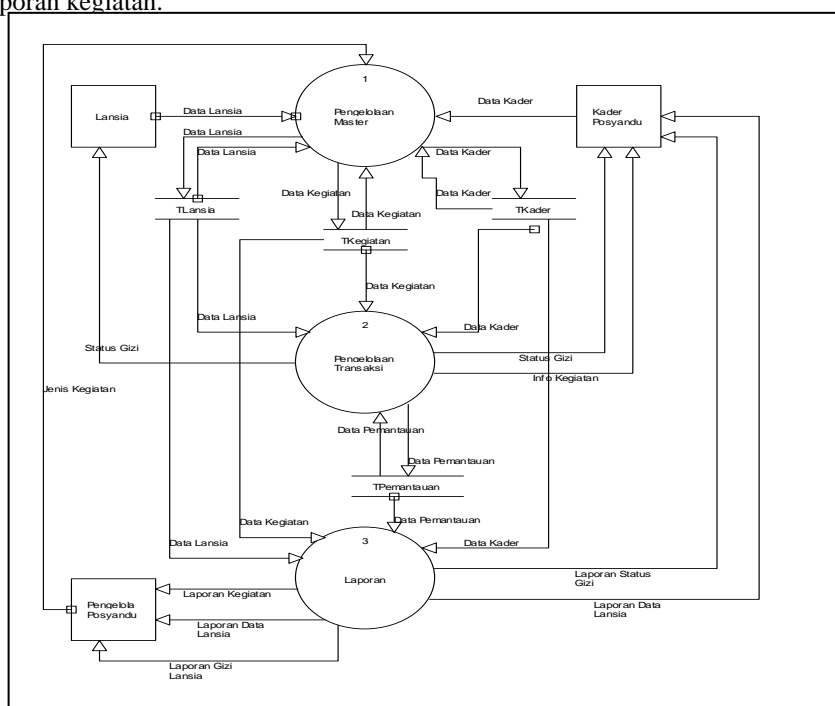 poran kegiatan.
1
Pengelolaan
Master
Lansia
Data Lansia
Data Kader
Kader
Posyandu
Data Lansia
Data Lansia
Data Kader
Data Kegiatan
Data Kader
Data Kegiatan
TLansia
TKader
TKegiatan
Data Kegiatan
Data Lansia
2
Data Kader
Pengelolaan
Transaksi
Status Gizi
Status Gizi
Info Kegiatan
Jenis Kegiatan
Data Pemantauan
Data Pemantauan
TPemantauan
Data Kegiatan
Data Pemantauan
Data Lansia
3
Data Kader
Laporan
Laporan Status
Gizi
Pengelola
Posyandu
Laporan Kegiatan
Laporan Data
Lansia
Laporan Data
Lansia
Laporan Gizi
Lansia